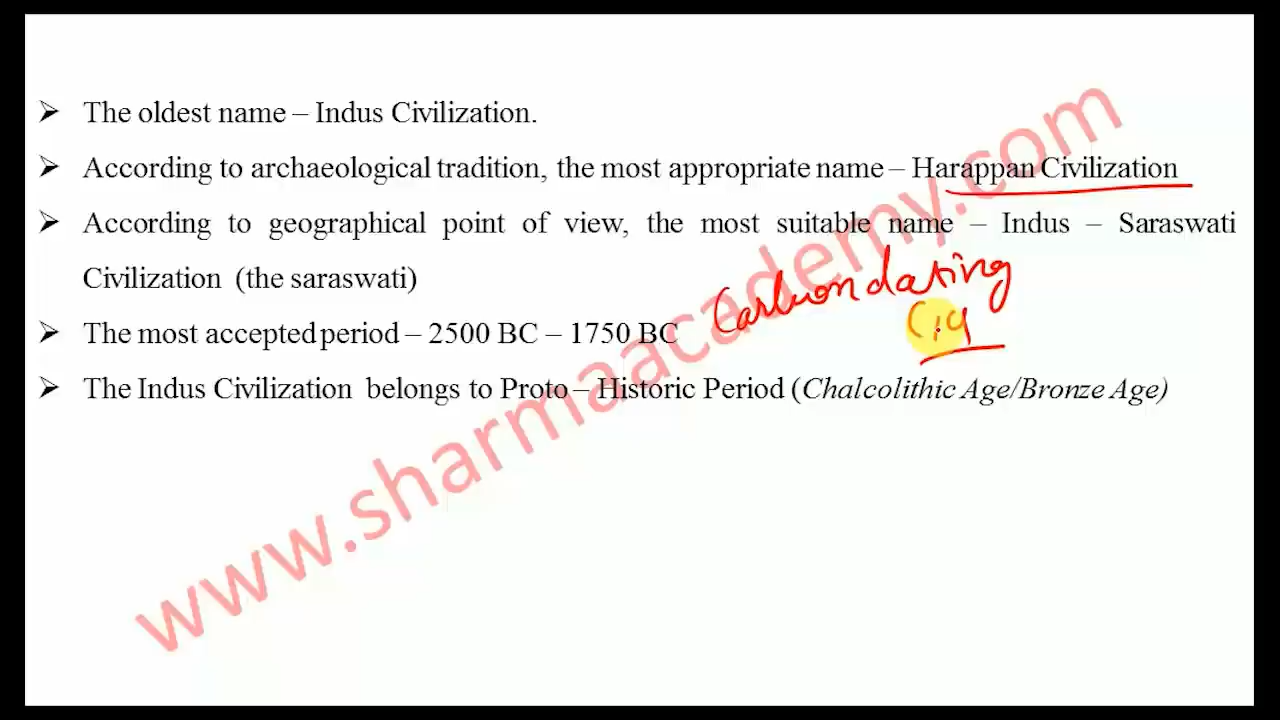 ➢ The oldest name – Indus Civilization.
➢ According to archaeological tradition, the most appropriate name – Harappan Civilization
➢ According to geographical point of view, the most suitable name – Indus – Saraswati
Civilization (the saraswati)
Carbon dating
C14
➢ The most accepted period – 2500 BC – 1750 BC
➢ The Indus Civilization belongs to Proto – Historic Period (Chalcolithic Age/Bronze Age)
www.sharmaacademy.com